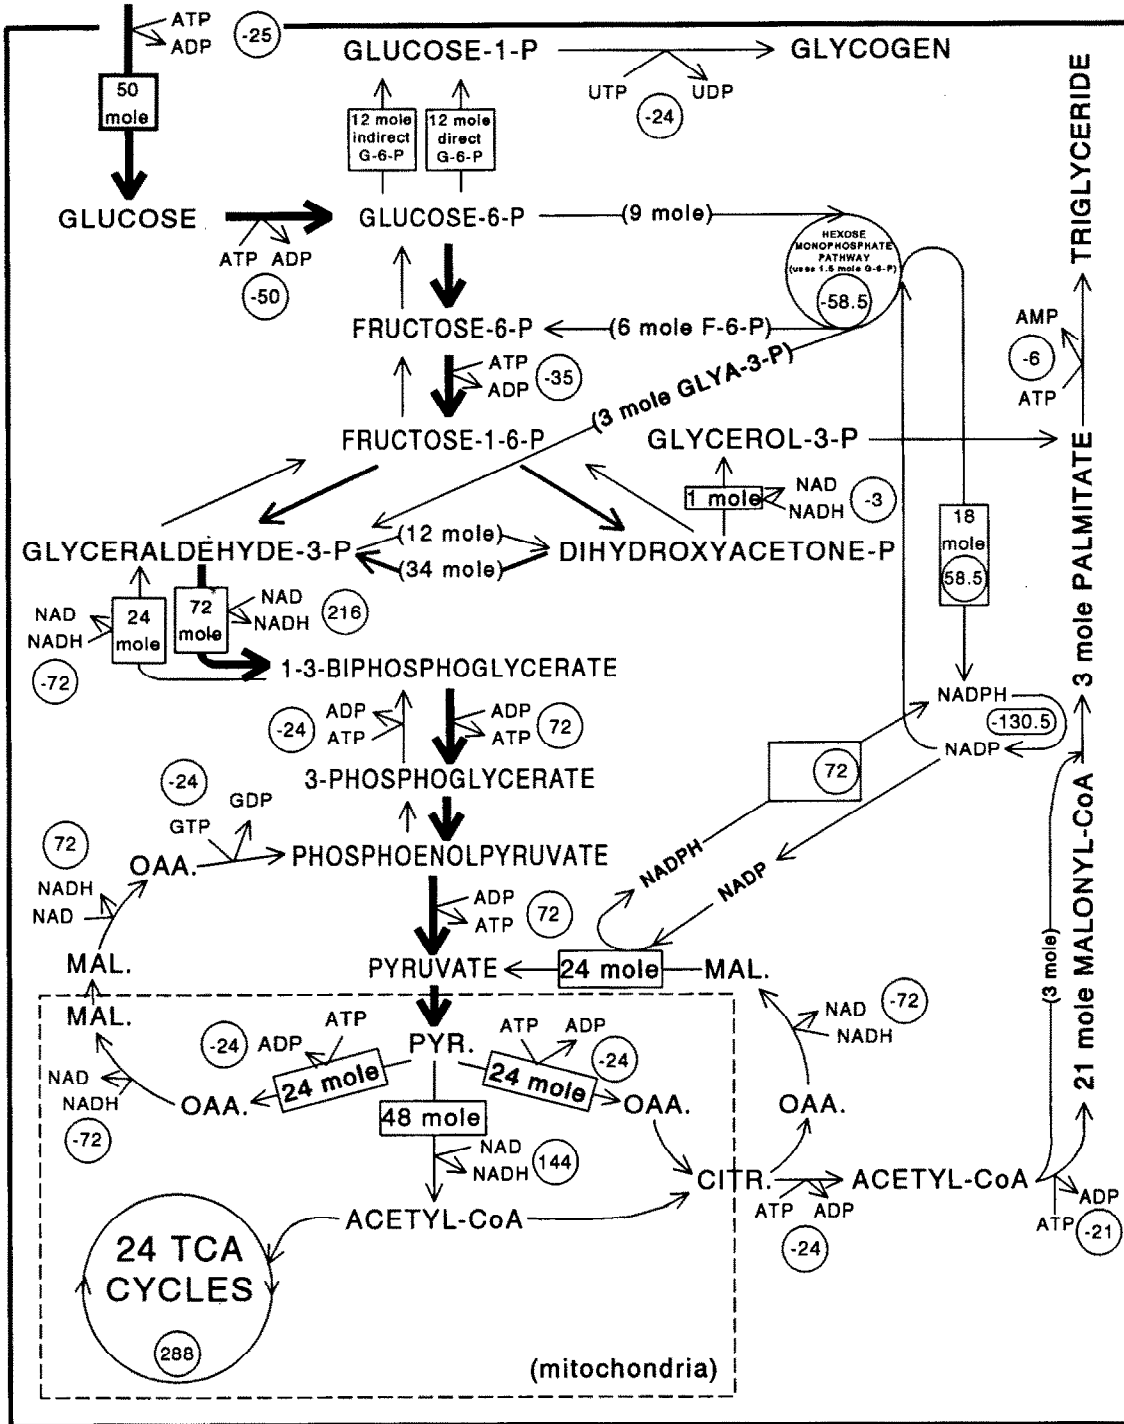 ATP
ADP
-25
50
mole
GLUCOSE-1-P
GLYCOGEN
UTP
UDP
-24
12 mole
indirect
G-6-P
12 mole
direct
G-6-P
GLUCOSE
ATP ADP
-50
GLUCOSE-6-P
(9 mole)
HEXOSE
MONOPHOSPHATE
PATHWAY
(uses 1.5 mole G-6-P)
-58.5
FRUCTOSE-6-P
(6 mole F-6-P)
ATP
ADP
-35
(3 mole GLYA-3-P)
TRIGLYCERIDE
AMP
-6
ATP
FRUCTOSE-1-6-P
GLYCEROL-3-P
1 mole
NAD
NADH
-3
18
mole
58.5
GLYCERALDEHYDE-3-P
(12 mole)
(34 mole)
DIHYDROXYACETONE-P
3 mole PALMITATE
NAD
NADH
-72
24
mole
72
mole
NAD
NADH
216
1-3-BIPHOSPHOGLYCERATE
NADPH
-130.5
NADP
-24
ADP
ATP
ADP
ATP
72
72
3-PHOSPHOGLYCERATE
-24
GDP
GTP
72
OAA.
NADH
NAD
PHOSPHOENOLPYRUVATE
NADPH
NADP
ADP
ATP
72
21 mole MALONYL-CoA
(3 mole)
MAL.
PYRUVATE
24 mole
MAL.
MAL.
-24
ADP
ATP
PYR.
ATP
ADP
-24
NAD
NADH
-72
NAD
NADH
-72
OAA.
24 mole
24 mole
48 mole
OAA.
OAA.
NAD
NADH
144
CITR.
ACETYL-CoA
ATP ADP
-24
ADP
ATP
-21
ACETYL-CoA
24 TCA
CYCLES
288
(mitochondria)